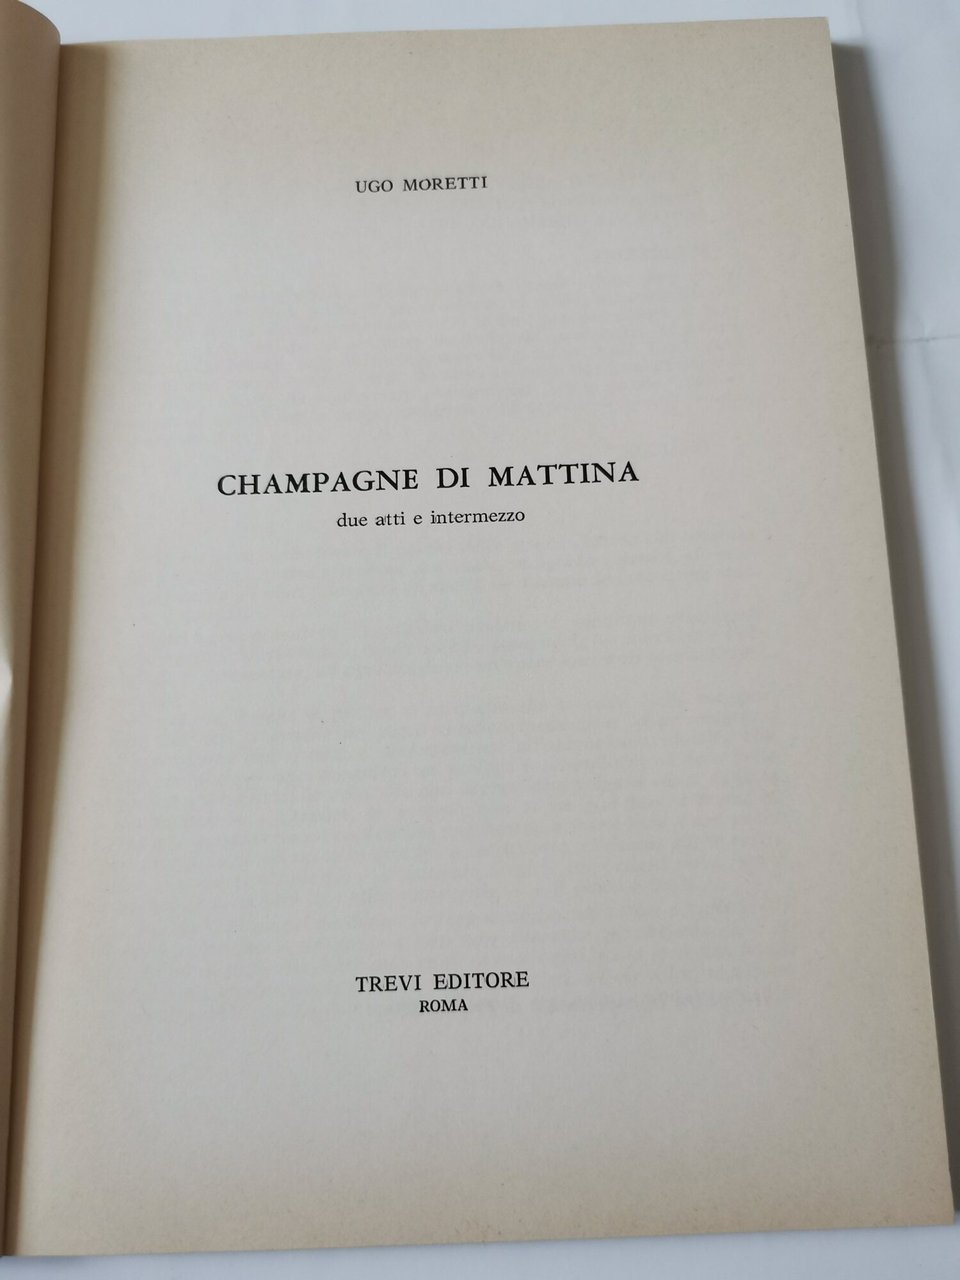 UGO MORETTI
CHAMPAGNE DI MATTINA
due atti e intermezzo
TREVI EDITORE
ROMA